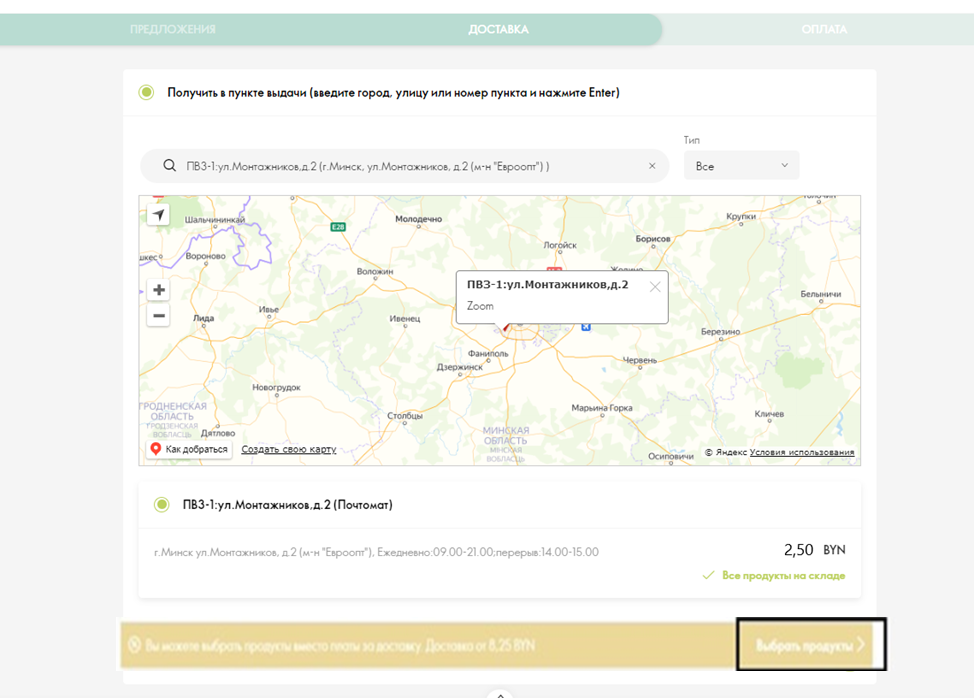 ПРЕДЛОЖЕНИЯ ДОСТАВКА ОПЛАТА
Получить в пункте выдачи (введите город, улицу или номер пункта и нажмите Enter)
Тип
ПВЗ-1:ул.Монтажников,д.2 (г.Минск, ул.Монтажников, д.2 (м-н "Евроопт") ) ×
Все
Шальчининкай
Е28
Молодечно
Крупки
Логойск
Борисов
Вороново
Воложин
ПВЗ-1:ул.Монтажников,д.2
Zoom
Белыничи
Ивье
Лида
Ивенец
Березино
Фаниполь
Дзержинск
Червень
Новогрудок
ГРОДНЕНСКАЯ
ОБЛАСТЬ
ГРОДЗЕНСКАЯ
ВОБЛАСЦЬ
Столбцы
Марьина Горка
Кличев
Дятлово
МИНСКАЯ
ОБЛАСТЬ
МІНСКАЯ
ВОБЛАСЦЬ
Осиповичи
Как добраться
Создать свою карту
© Яндекс Условия использования
ПВЗ-1:ул.Монтажников,д.2 (Почтомат)
г.Минск ул.Монтажников, д.2 (м-н "Евроопт"), Ежедневно:09.00-21.00;перерыв:14.00-15.00
2,50 BYN
Все продукты на складе
Вы можете выбрать продукты вместо платы за доставку. Доставка от 8,25 BYN
Выбрать продукты